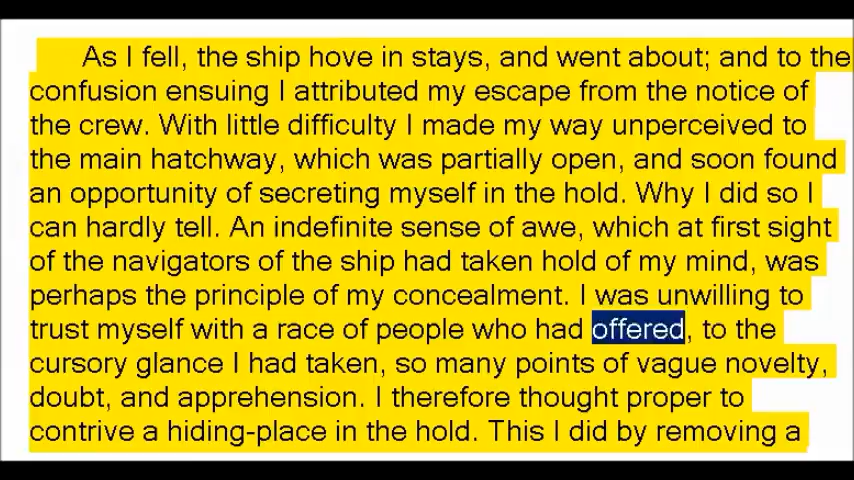 As I fell, the ship hove in stays, and went about; and to the
confusion ensuing I attributed my escape from the notice of
the crew. With little difficulty I made my way unperceived to
the main hatchway, which was partially open, and soon found
an opportunity of secreting myself in the hold. Why I did so I
can hardly tell. An indefinite sense of awe, which at first sight
of the navigators of the ship had taken hold of my mind, was
perhaps the principle of my concealment. I was unwilling to
trust myself with a race of people who had offered, to the
cursory glance I had taken, so many points of vague novelty,
doubt, and apprehension. I therefore thought proper to
contrive a hiding-place in the hold. This I did by removing a